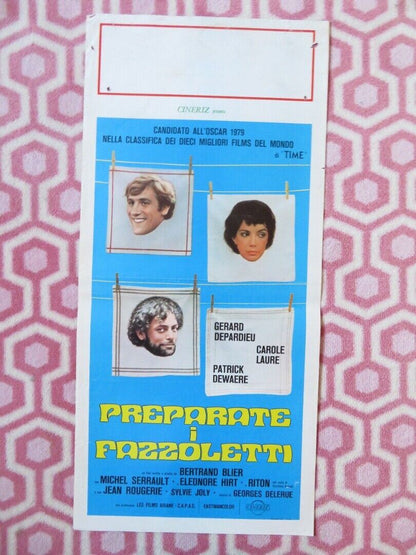 CINERIZ presenta
CANDIDATO ALL'OSCAR 1979
NELLA CLASSIFICA DEI DIECI MIGLIORI FILMS DEL MONDO
di "TIME"
GERARD
DEPARDIEU
CAROLE
LAURE
PATRICK
DEWAERE
PREPARATE
i
FAZZOLETTI
BERTRAND BLIER
MICHEL SERRAULT · ELEONORE HIRT · RITON
JEAN ROUGERIE · SYLVIE JOLY · GEORGES DELERUE
LES FILMS ARIANE · C.A.P.A.C. EASTMANCOLOR
CINERIZ